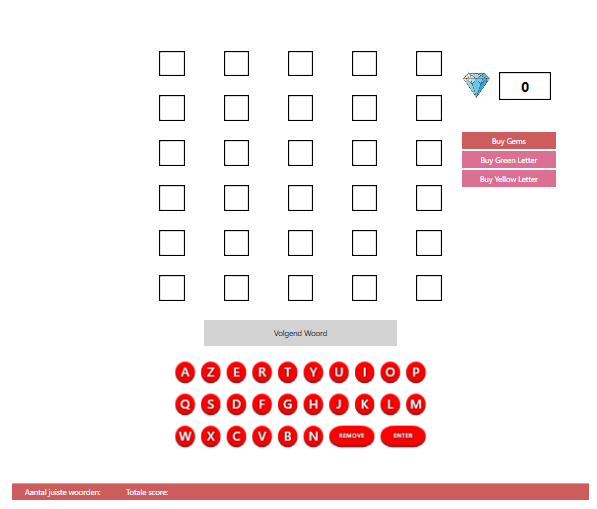 0
Buy Gems
Buy Green Letter
Buy Yellow Letter
Volgend Woord
A Z E R T Y U I O P
Q S D F G H J K L M
W X C V B N REMOVE ENTER
Aantal juiste woorden: Totale score: